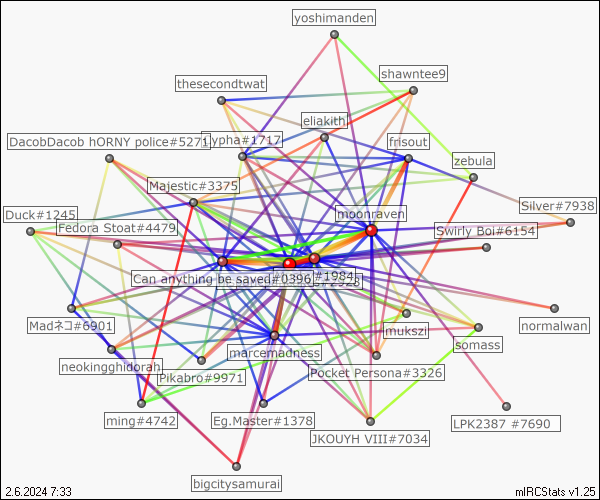 yoshimanden
shawntee9
thesecondtwat
eliakith
DacobDacob hORNY police#5271
frisout
zebula
Majestic#3375
moonraven
Silver#7938
Duck#1245
Fedora Stoat#4479
Swirly Boi#6154
Can anything be saved#0396
#1984
Madネコ#6901
mukszi
normalwan
neokingghidorah
marcemadness
somass
Pikabro#9971
Pocket Persona#3326
ming#4742
Eg.Master#1378
LPK2387 #7690
JKOUYH VIII#7034
bigcitysamurai
2.6.2024 7:33
mIRCStats v1.25